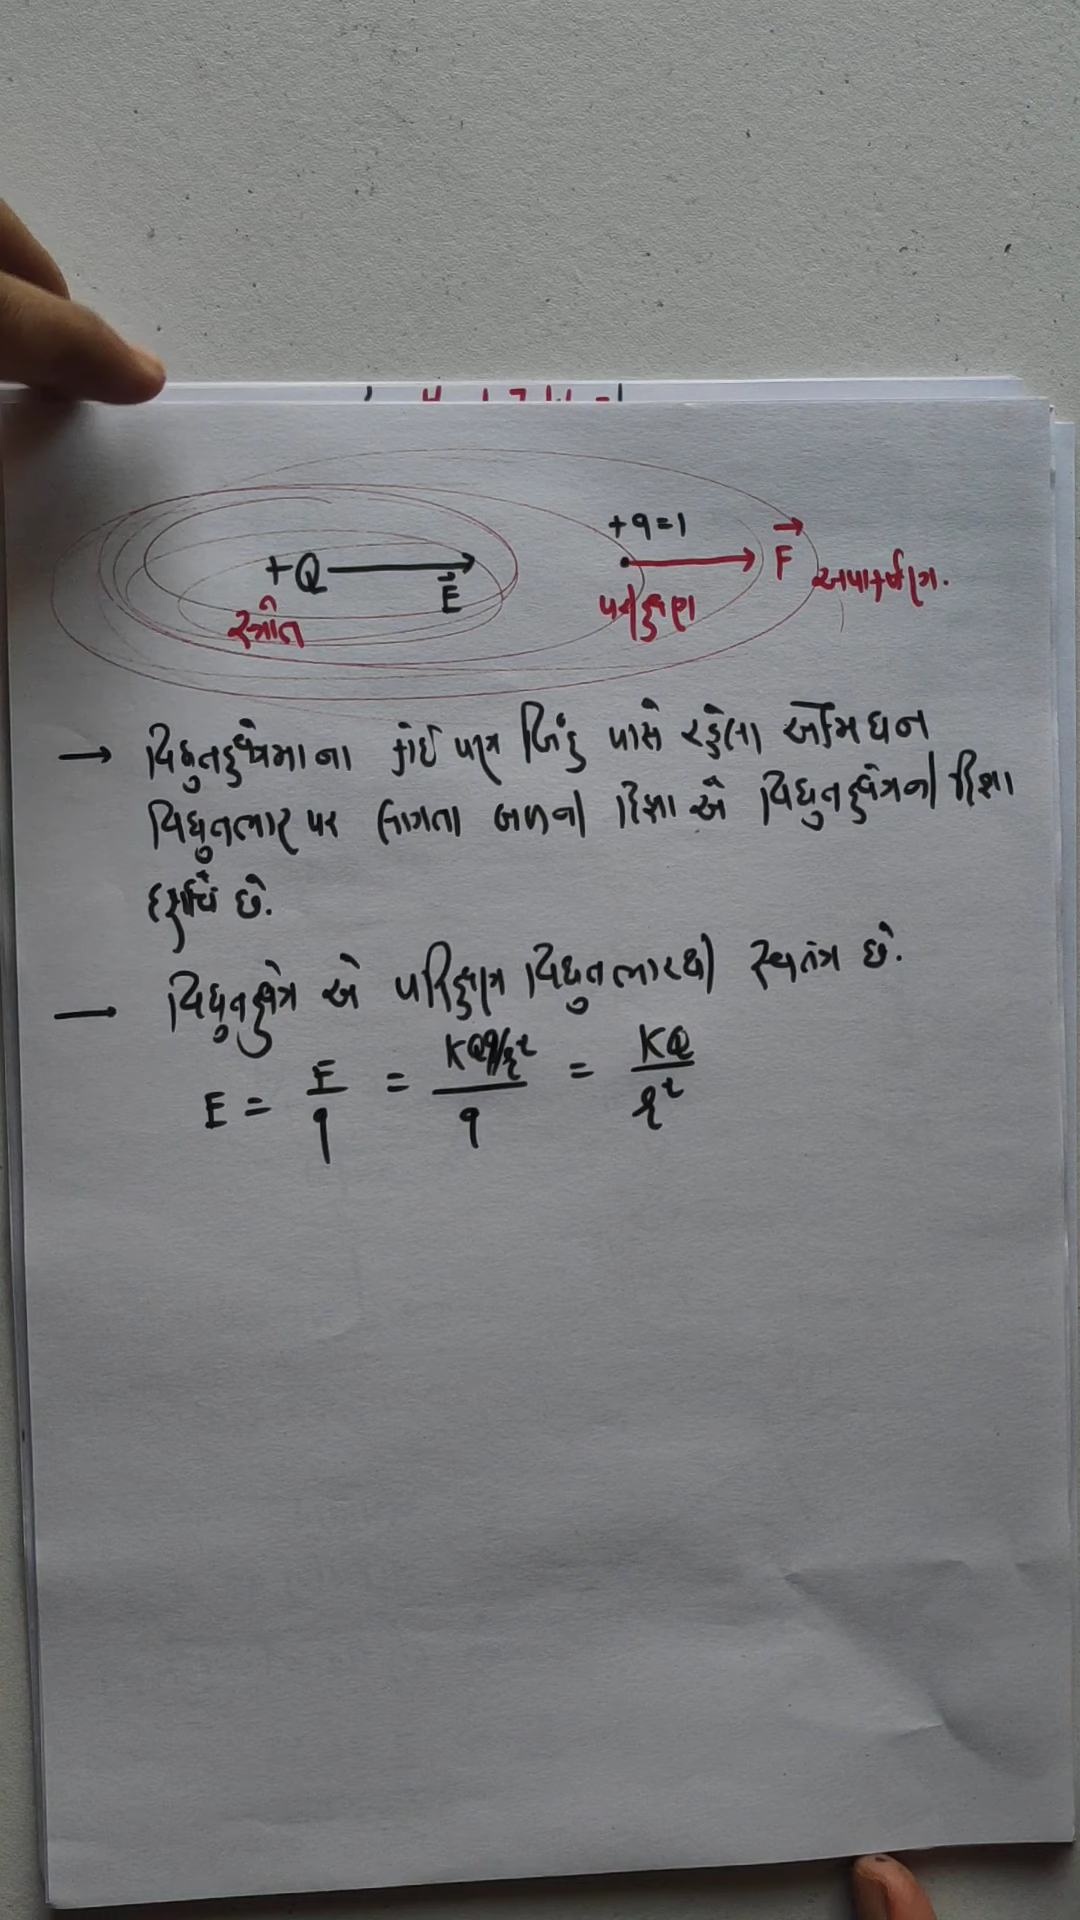 +q=1
+Q E F અપાકર્ષણ.
સ્ત્રોત પરીક્ષણ
→ વિદ્યુતક્ષેત્રમાના કોઈ પણ બિંદુ પાસે રહેલા એકમ ધન
વિદ્યુતભાર પર લાગતા બળની દિશા એ વિદ્યુતક્ષેત્રની દિશા
દર્શાવે છે.
— વિદ્યુતક્ષેત્ર એ પરિક્ષણ વિદ્યુતભારથી સ્વતંત્ર છે.
E = F/q = (KQq/r²)/q = KQ/r²